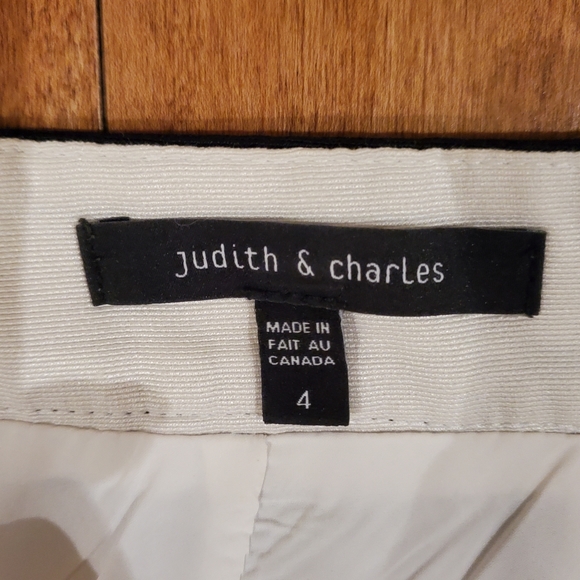 judith & charles
MADE IN
FAIT AU
CANADA
4